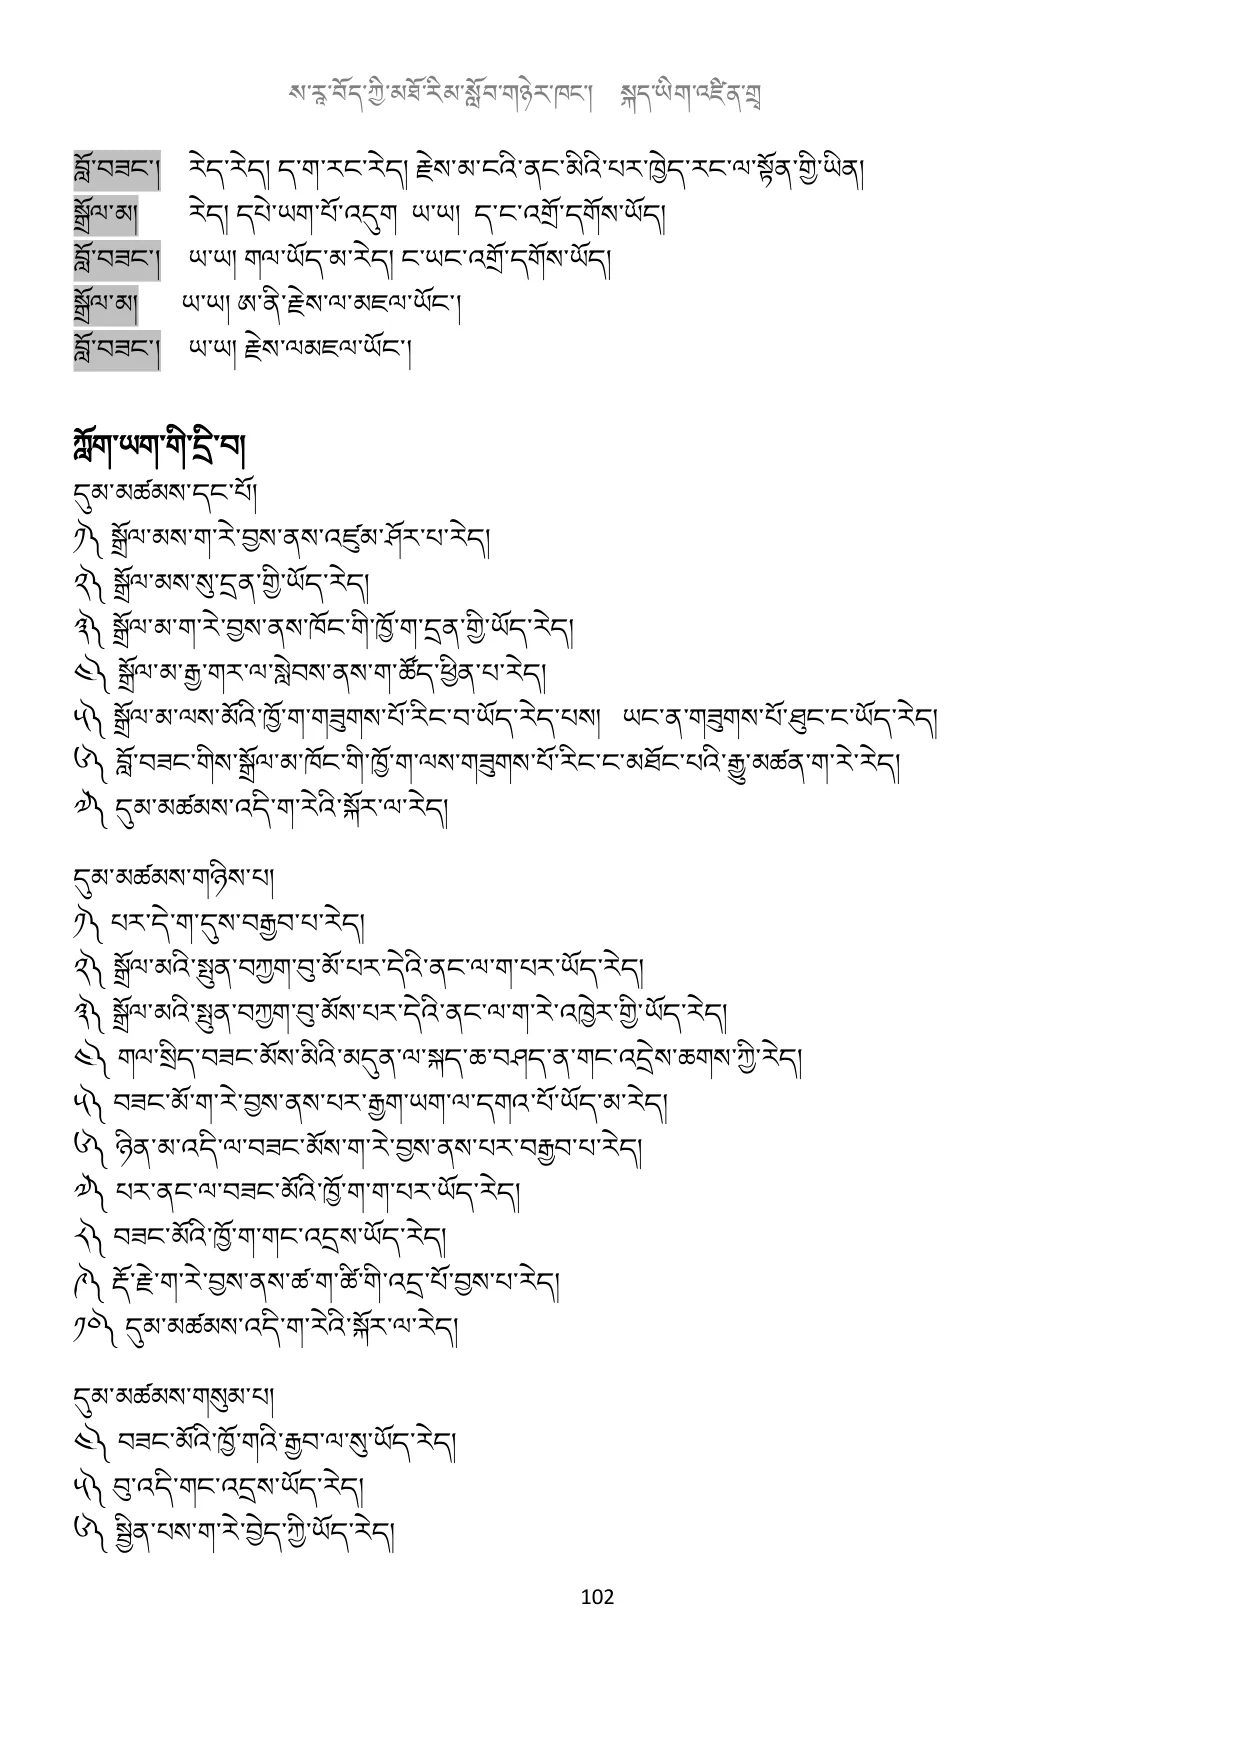 ས་རཱ་བོད་ཀྱི་མཐོ་རིམ་སློབ་གཉེར་ཁང་། སྐད་ཡིག་འཛིན་གྲྭ
བློ་བཟང་། རེད་རེད། ད་ག་རང་རེད། རྗེས་མ་ངའི་ནང་མིའི་པར་ཁྱེད་རང་ལ་སྟོན་གྱི་ཡིན།
སྒྲོལ་མ། རེད། དཔེ་ཡག་པོ་འདུག ཡ་ཡ། ད་ང་འགྲོ་དགོས་ཡོད།
བློ་བཟང་། ཡ་ཡ། གལ་ཡོད་མ་རེད། ང་ཡང་འགྲོ་དགོས་ཡོད།
སྒྲོལ་མ། ཡ་ཡ། ཨ་ནི་རྗེས་ལ་མཇལ་ཡོང་།
བློ་བཟང་། ཡ་ཡ། རྗེས་ལམཇལ་ཡོང་།
ཀློག་ཡག་གི་དྲི་བ།
དུམ་མཚམས་དང་པོ།
༡༽ སྒྲོལ་མས་ག་རེ་བྱས་ནས་འཛུམ་ཤོར་པ་རེད།
༢༽ སྒྲོལ་མས་སུ་དྲན་གྱི་ཡོད་རེད།
༣༽ སྒྲོལ་མ་ག་རེ་བྱས་ནས་ཁོང་གི་ཁྱོ་ག་དྲན་གྱི་ཡོད་རེད།
༤༽ སྒྲོལ་མ་རྒྱ་གར་ལ་སླེབས་ནས་ག་ཚོད་ཕྱིན་པ་རེད།
༥༽ སྒྲོལ་མ་ལས་མོའི་ཁྱོ་ག་གཟུགས་པོ་རིང་བ་ཡོད་རེད་པས། ཡང་ན་གཟུགས་པོ་ཐུང་ང་ཡོད་རེད།
༦༽ བློ་བཟང་གིས་སྒྲོལ་མ་ཁོང་གི་ཁྱོ་ག་ལས་གཟུགས་པོ་རིང་ང་མཐོང་པའི་རྒྱུ་མཚན་ག་རེ་རེད།
༧༽ དུམ་མཚམས་འདི་ག་རེའི་སྐོར་ལ་རེད།
དུམ་མཚམས་གཉིས་པ།
༡༽ པར་དེ་ག་དུས་བརྒྱབ་པ་རེད།
༢༽ སྒྲོལ་མའི་སྤུན་བཀྱག་བུ་མོ་པར་དེའི་ནང་ལ་ག་པར་ཡོད་རེད།
༣༽ སྒྲོལ་མའི་སྤུན་བཀྱག་བུ་མོས་པར་དེའི་ནང་ལ་ག་རེ་འཁྱེར་གྱི་ཡོད་རེད།
༤༽ གལ་སྲིད་བཟང་མོས་མིའི་མདུན་ལ་སྐད་ཆ་བཤད་ན་གང་འདྲེས་ཆགས་ཀྱི་རེད།
༥༽ བཟང་མོ་ག་རེ་བྱས་ནས་པར་རྒྱག་ཡག་ལ་དགའ་པོ་ཡོད་མ་རེད།
༦༽ ཉིན་མ་འདི་ལ་བཟང་མོས་ག་རེ་བྱས་ནས་པར་བརྒྱབ་པ་རེད།
༧༽ པར་ནང་ལ་བཟང་མོའི་ཁྱོ་ག་ག་པར་ཡོད་རེད།
༨༽ བཟང་མོའི་ཁྱོ་ག་གང་འདྲས་ཡོད་རེད།
༩༽ རྡོ་རྗེ་ག་རེ་བྱས་ནས་ཚ་ག་ཚི་གི་འདྲ་པོ་བྱས་པ་རེད།
༡༠༽ དུམ་མཚམས་འདི་ག་རེའི་སྐོར་ལ་རེད།
དུམ་མཚམས་གསུམ་པ།
༤༽ བཟང་མོའི་ཁྱོ་གའི་རྒྱབ་ལ་སུ་ཡོད་རེད།
༥༽ བུ་འདི་གང་འདྲས་ཡོད་རེད།
༦༽ སྦྱིན་པས་ག་རེ་བྱེད་ཀྱི་ཡོད་རེད།
102